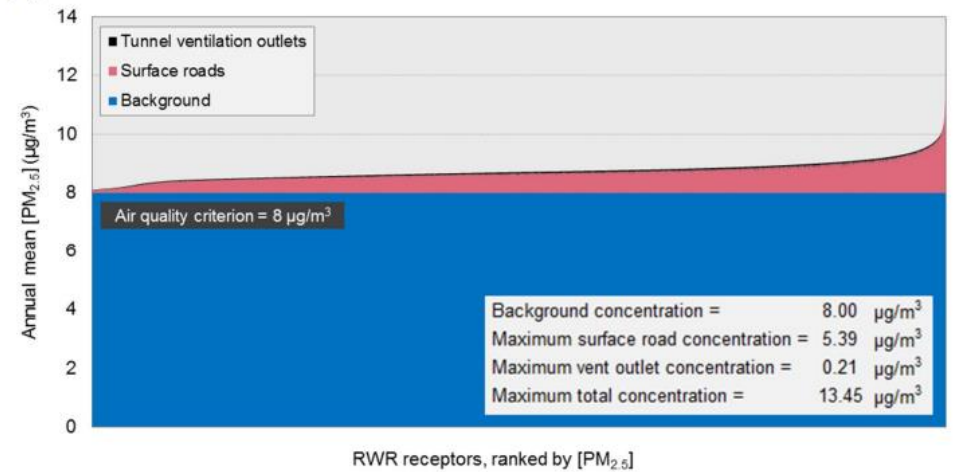 14
12
10
8
6
4
2
0
Annual mean [PM2.5] (µg/m³)
Tunnel ventilation outlets
Surface roads
Background
Air quality criterion = 8 µg/m³
Background concentration = 8.00 µg/m³
Maximum surface road concentration = 5.39 µg/m³
Maximum vent outlet concentration = 0.21 µg/m³
Maximum total concentration = 13.45 µg/m³
RWR receptors, ranked by [PM2.5]